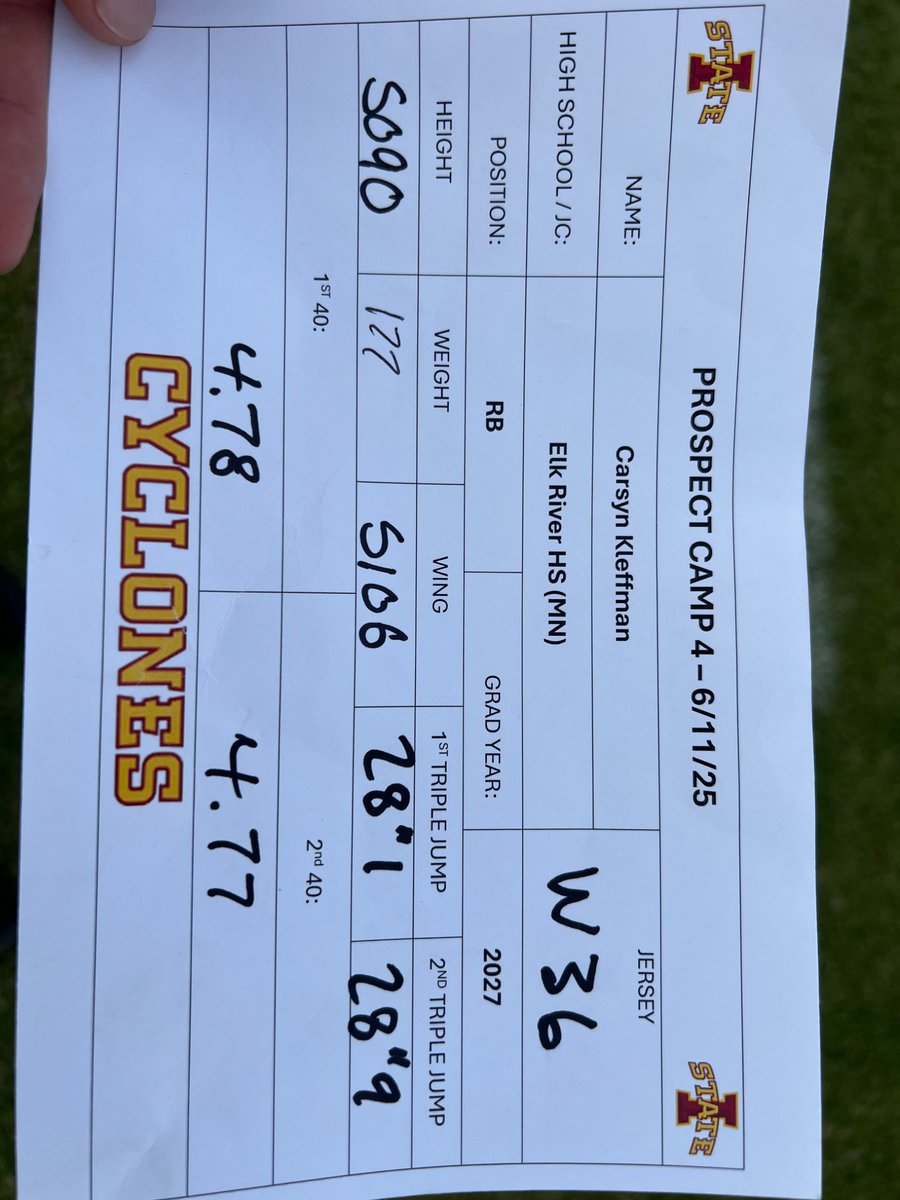 STATE
PROSPECT CAMP 4 – 6/11/25
STATE
NAME:
Carsyn Kleffman
JERSEY
W 36
HIGH SCHOOL / JC:
Elk River HS (MN)
POSITION:
RB
GRAD YEAR:
2027
HEIGHT
WEIGHT
WING
1ST TRIPLE JUMP
2ND TRIPLE JUMP
5090
177
5106
28"1
28"9
1ST 40:
2nd 40:
4.78
4.77
CYCLONES